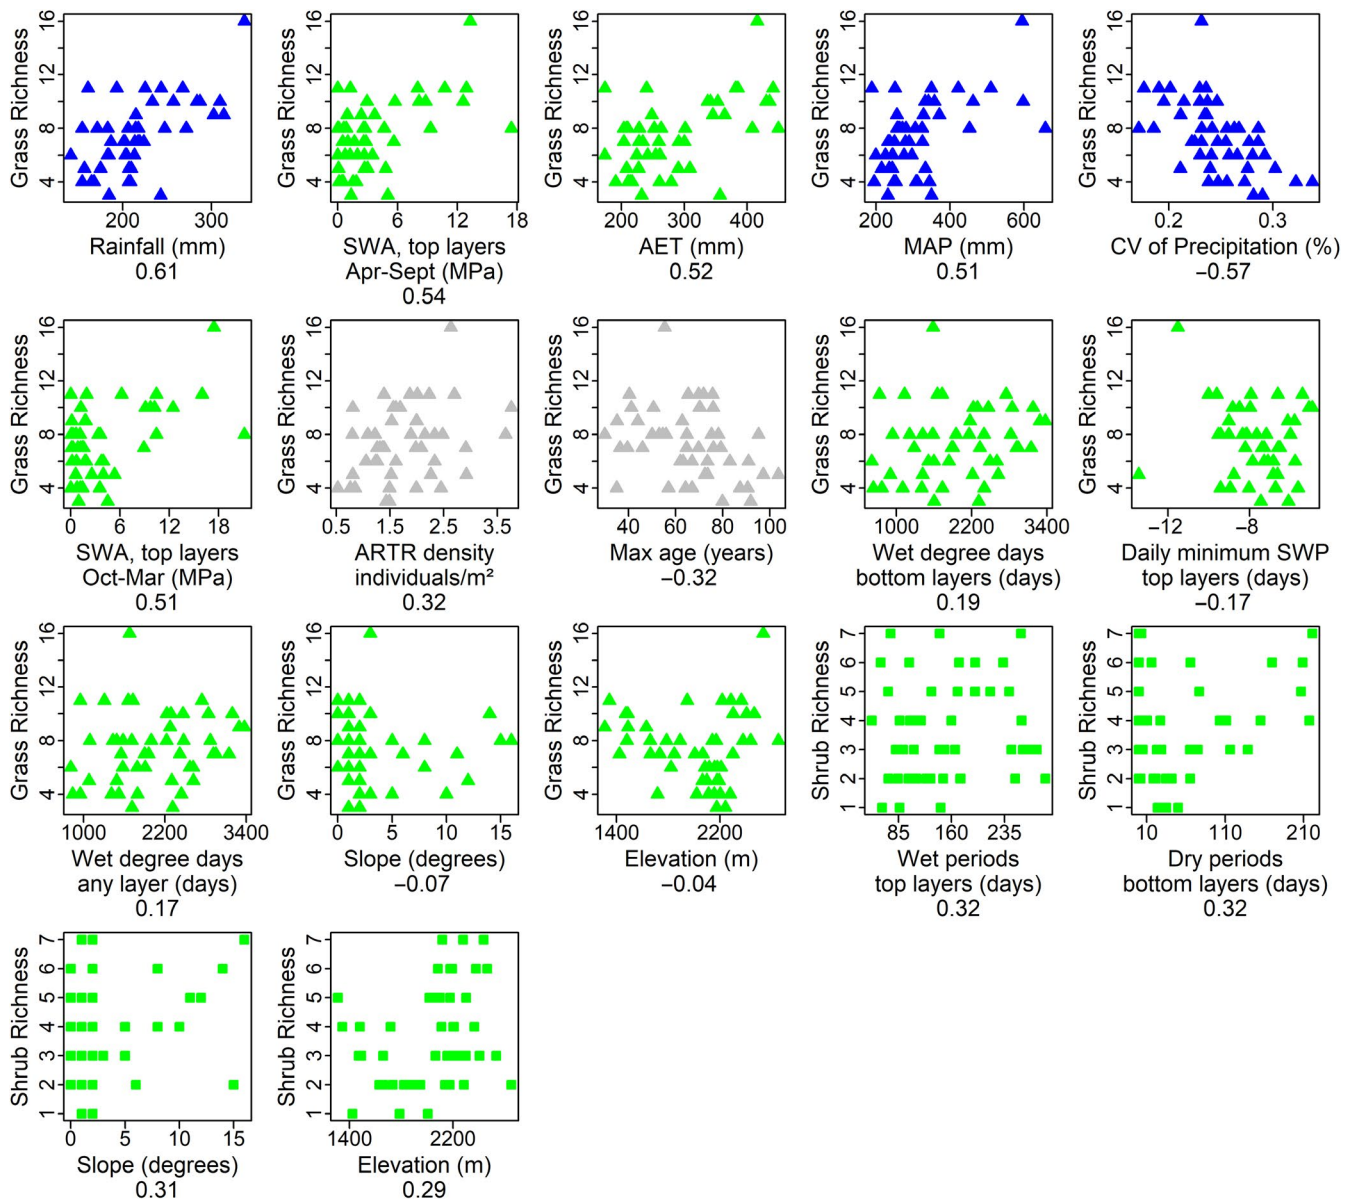 Grass Richness
4 8 12 16
200 300
Rainfall (mm)
0.61
Grass Richness
4 8 12 16
0 6 12 18
SWA, top layers
Apr-Sept (MPa)
0.54
Grass Richness
4 8 12 16
200 300 400
AET (mm)
0.52
Grass Richness
4 8 12 16
200 400 600
MAP (mm)
0.51
Grass Richness
4 8 12 16
0.2 0.3
CV of Precipitation (%)
−0.57
Grass Richness
4 8 12 16
0 6 12 18
SWA, top layers
Oct-Mar (MPa)
0.51
Grass Richness
4 8 12 16
0.5 1.5 2.5 3.5
ARTR density
individuals/m²
0.32
Grass Richness
4 8 12 16
40 60 80 100
Max age (years)
−0.32
Grass Richness
4 8 12 16
1000 2200 3400
Wet degree days
bottom layers (days)
0.19
Grass Richness
4 8 12 16
−12 −8
Daily minimum SWP
top layers (days)
−0.17
Grass Richness
4 8 12 16
1000 2200 3400
Wet degree days
any layer (days)
0.17
Grass Richness
4 8 12 16
0 5 10 15
Slope (degrees)
−0.07
Grass Richness
4 8 12 16
1400 2200
Elevation (m)
−0.04
Shrub Richness
1 2 3 4 5 6 7
85 160 235
Wet periods
top layers (days)
0.32
Shrub Richness
1 2 3 4 5 6 7
10 110 210
Dry periods
bottom layers (days)
0.32
Shrub Richness
1 2 3 4 5 6 7
0 5 10 15
Slope (degrees)
0.31
Shrub Richness
1 2 3 4 5 6 7
1400 2200
Elevation (m)
0.29